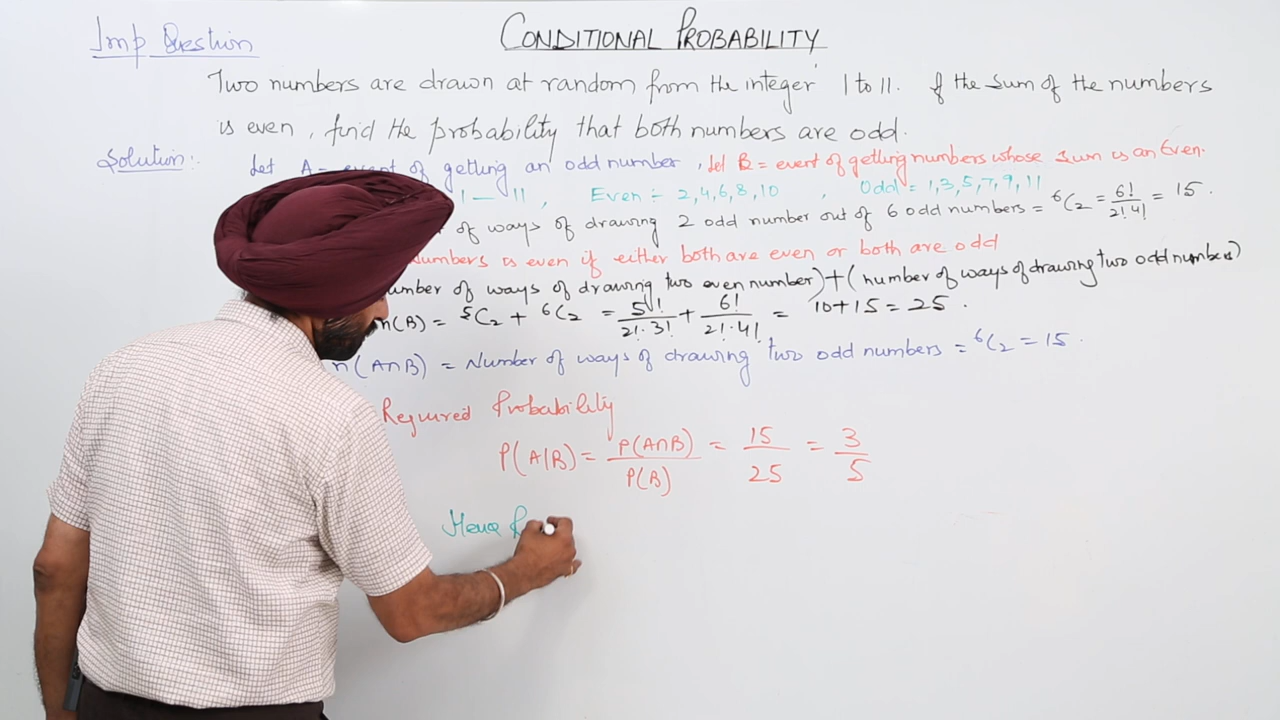 Imp Question
CONDITIONAL PROBABILITY
Two numbers are drawn at random from the integer 1 to 11. If the sum of the numbers
is even, find the probability that both numbers are odd.
Solution:- Let A = event of getting an odd number, Let B = event of getting numbers whose sum is an Even.
1 — 11, Even :- 2,4,6,8,10 , Odd = 1,3,5,7,9,11
of ways of drawing 2 odd number out of 6 odd numbers = ⁶C₂ = 6!/2!4! = 15.
numbers is even if either both are even or both are odd
number of ways of drawing two even number) + (number of ways of drawing two odd numbers)
n(B) = ⁵C₂ + ⁶C₂ = 5!/2!·3! + 6!/2!·4! = 10+15 = 25.
n(A∩B) = Number of ways of drawing two odd numbers = ⁶C₂ = 15.
Required Probability
P(A|B) = P(A∩B)/P(B) = 15/25 = 3/5
Hence